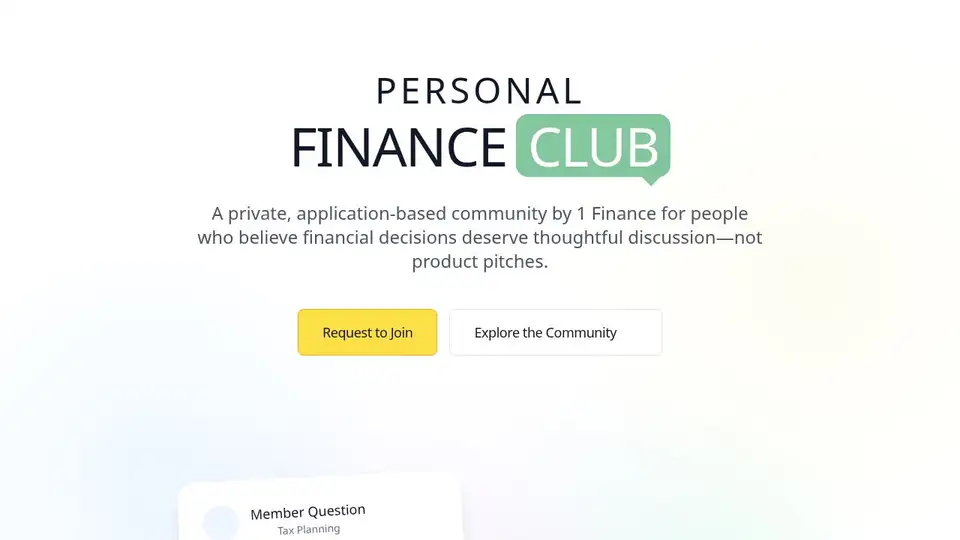 PERSONAL
FINANCE CLUB
A private, application-based community by 1 Finance for people
who believe financial decisions deserve thoughtful discussion—not
product pitches.
Request to Join
Explore the Community
Member Question
Tax Planning